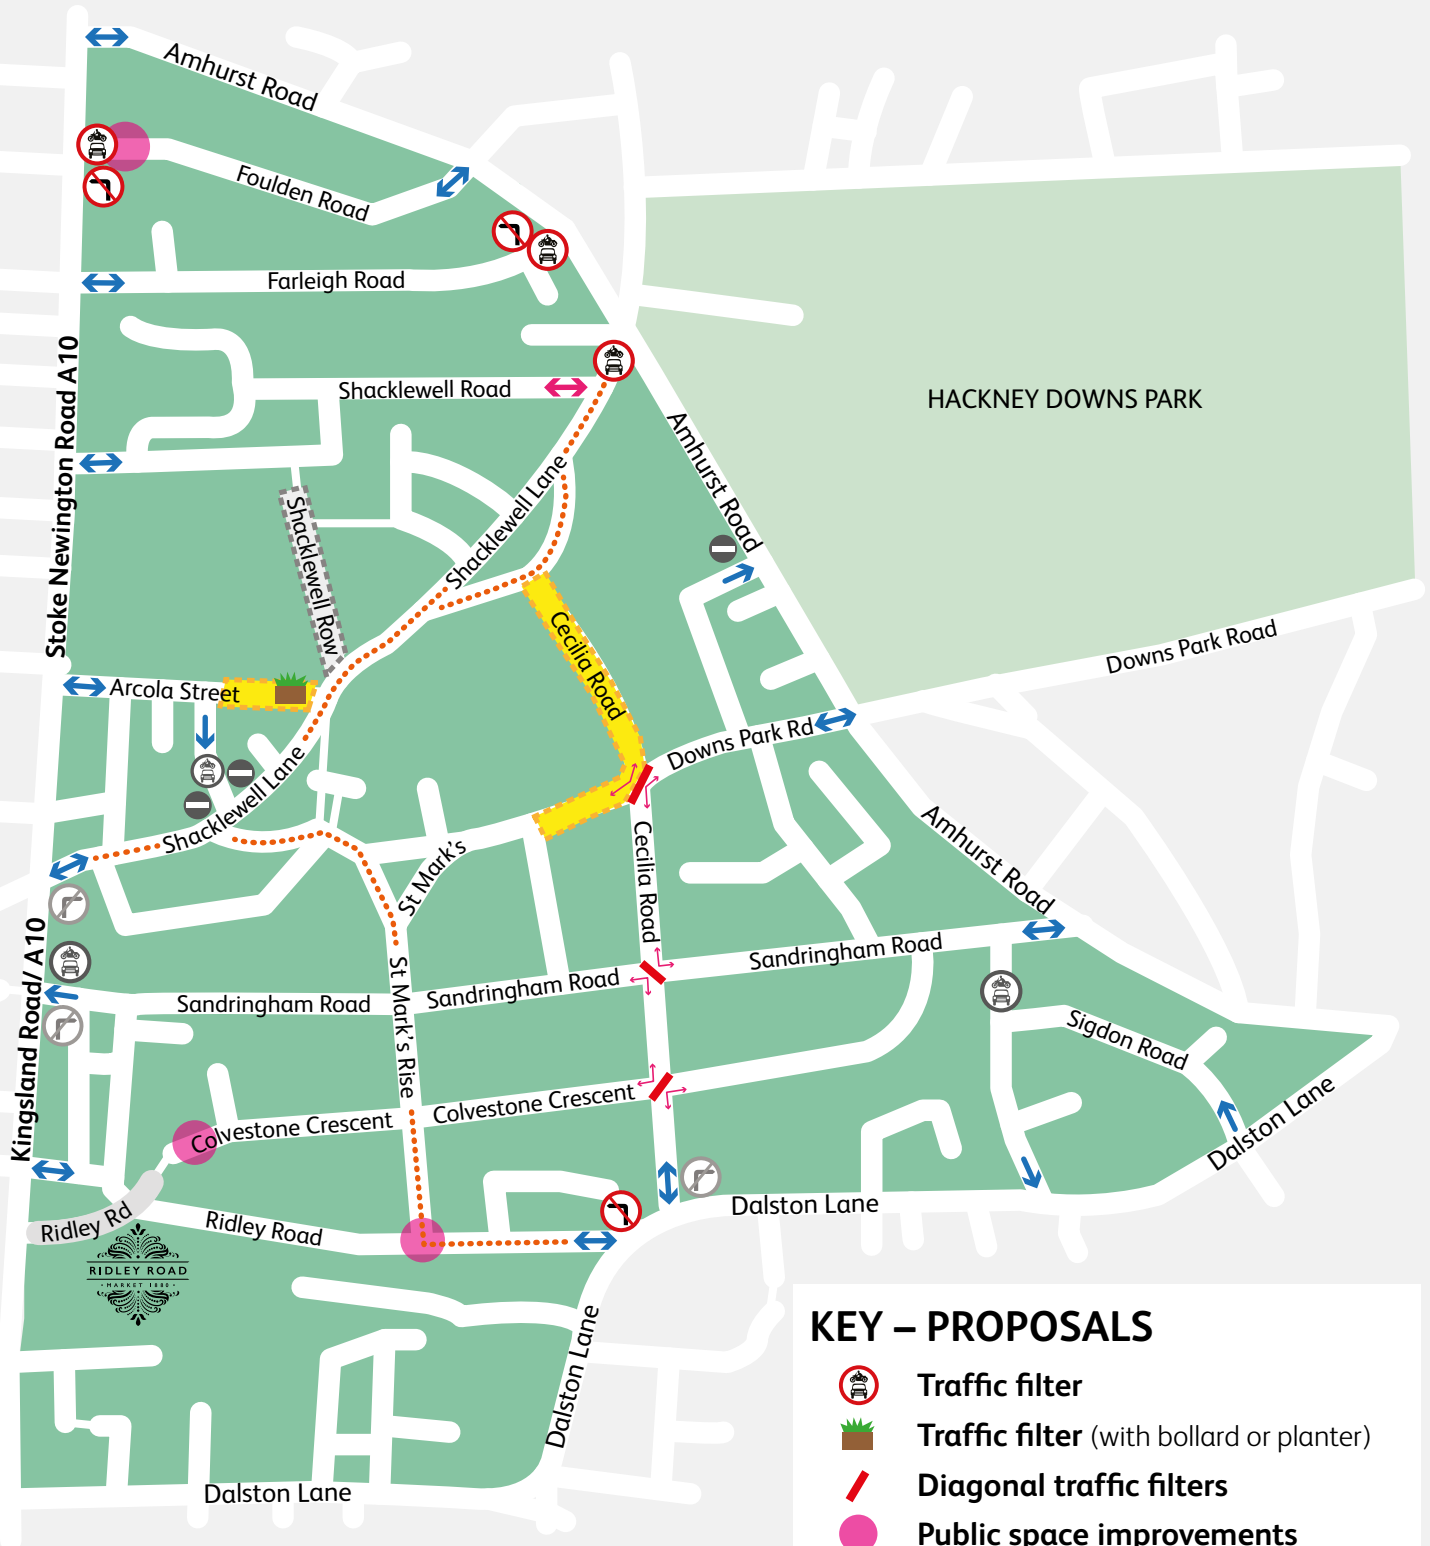 Amhurst Road
Foulden Road
Farleigh Road
Stoke Newington Road A10
Shacklewell Road
HACKNEY DOWNS PARK
Amhurst Road
Shacklewell Lane
Shacklewell Row
Cecilia Road
Downs Park Road
Arcola Street
Downs Park Rd
Shacklewell Lane
Amhurst Road
St Mark's
Cecilia Road
Kingsland Road/ A10
Sandringham Road
Sandringham Road
Sandringham Road
St Mark's Rise
Sigdon Road
Colvestone Crescent
Colvestone Crescent
Dalston Lane
Ridley Rd
Ridley Road
Dalston Lane
RIDLEY ROAD
· MARKET 1880 ·
Dalston Lane
Dalston Lane
KEY – PROPOSALS
Traffic filter
Traffic filter (with bollard or planter)
Diagonal traffic filters
Public space improvements